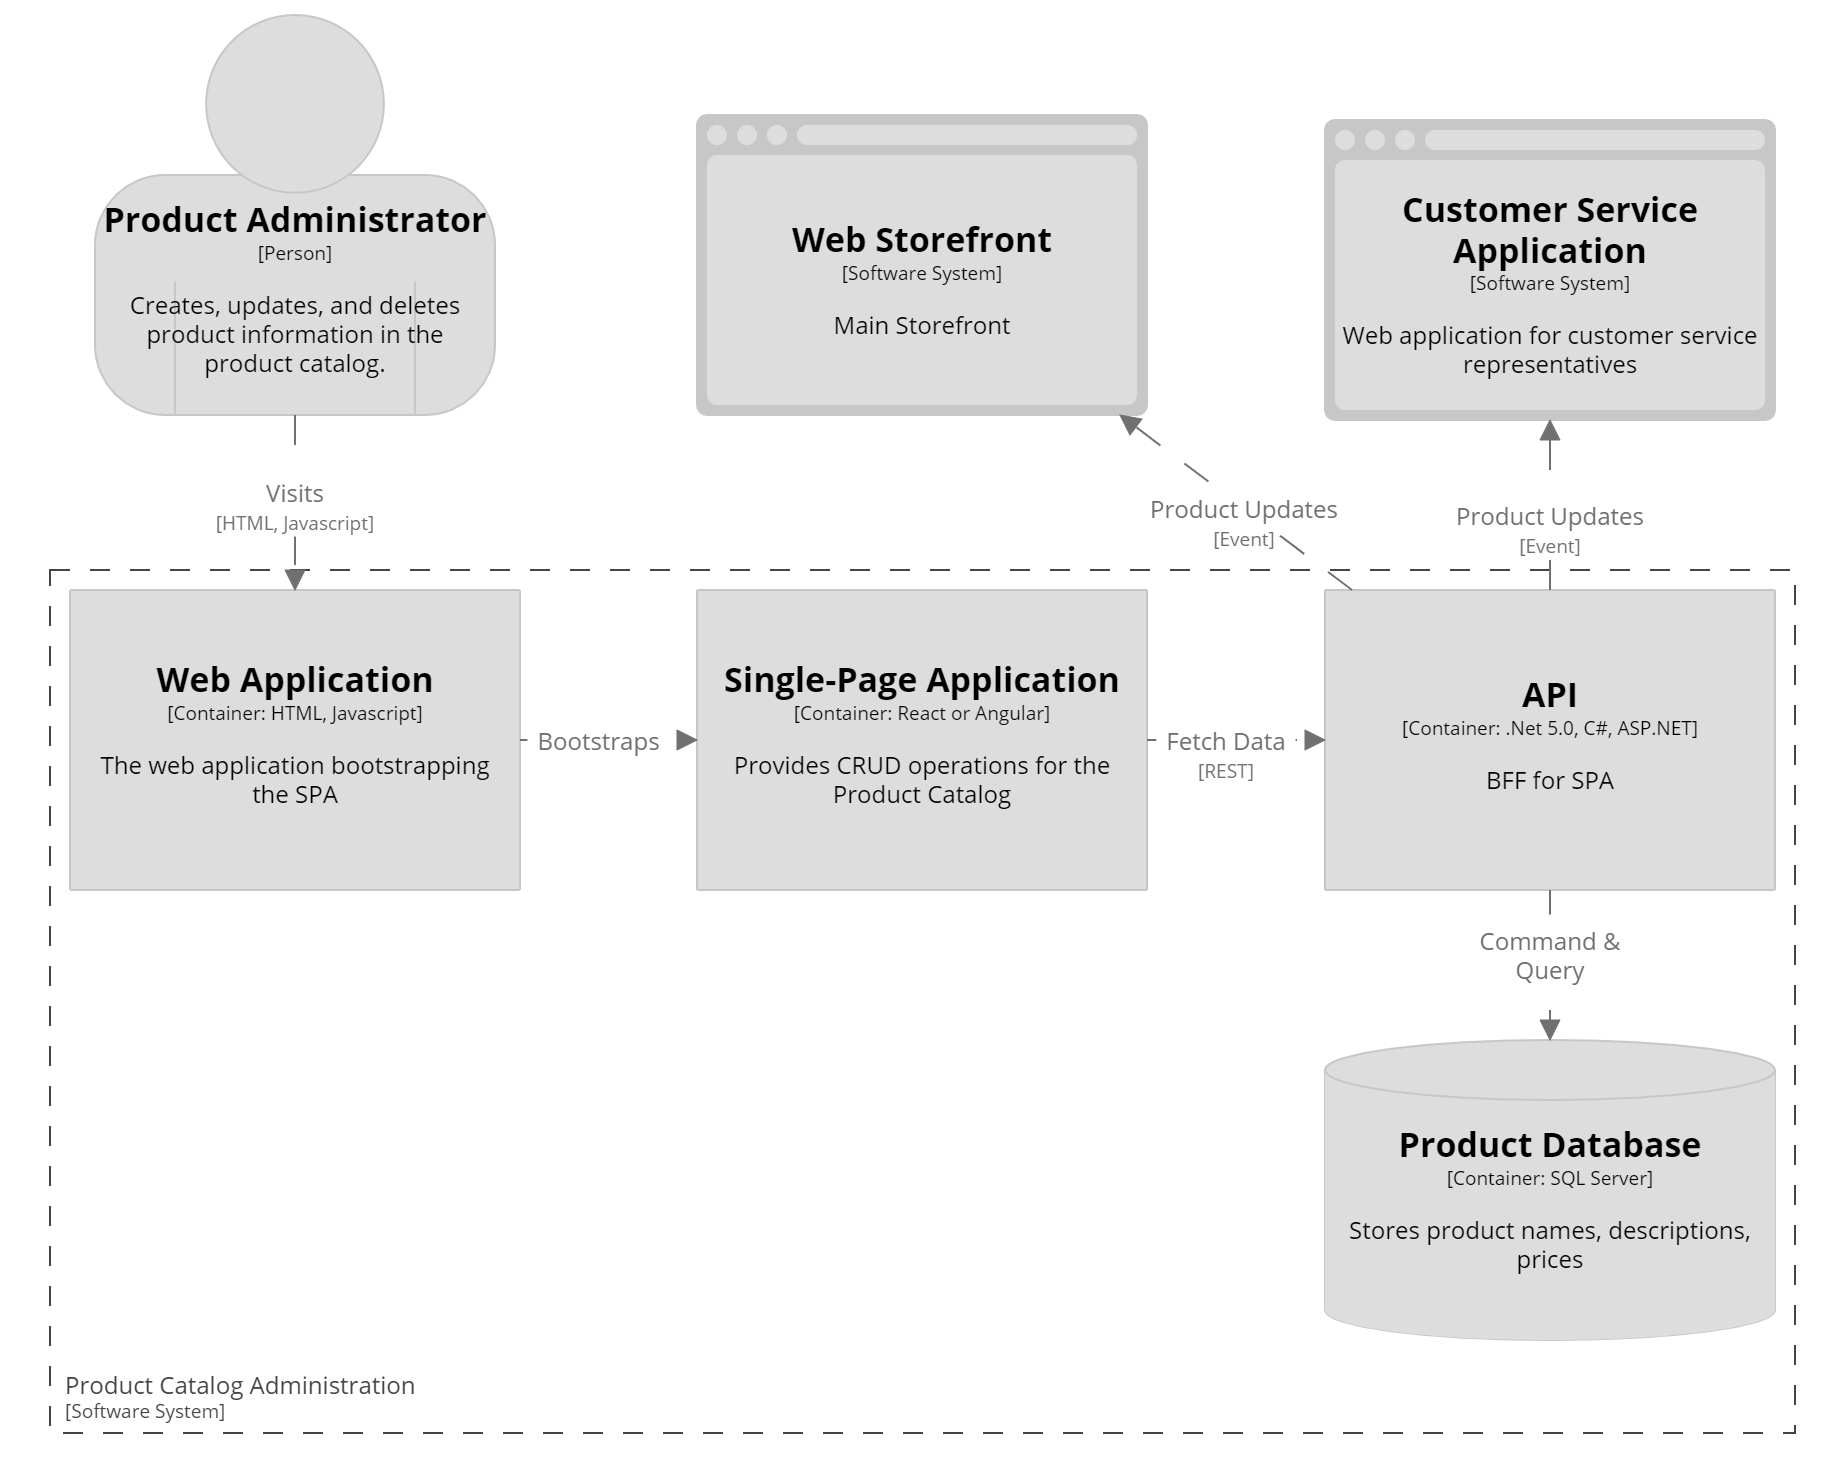 Product Administrator
[Person]
Creates, updates, and deletes
product information in the
product catalog.
Web Storefront
[Software System]
Main Storefront
Customer Service
Application
[Software System]
Web application for customer service
representatives
Visits
[HTML, Javascript]
Product Updates
[Event]
Product Updates
[Event]
Web Application
[Container: HTML, Javascript]
The web application bootstrapping
the SPA
Bootstraps
Single-Page Application
[Container: React or Angular]
Provides CRUD operations for the
Product Catalog
Fetch Data
[REST]
API
[Container: .Net 5.0, C#, ASP.NET]
BFF for SPA
Command &
Query
Product Database
[Container: SQL Server]
Stores product names, descriptions,
prices
Product Catalog Administration
[Software System]